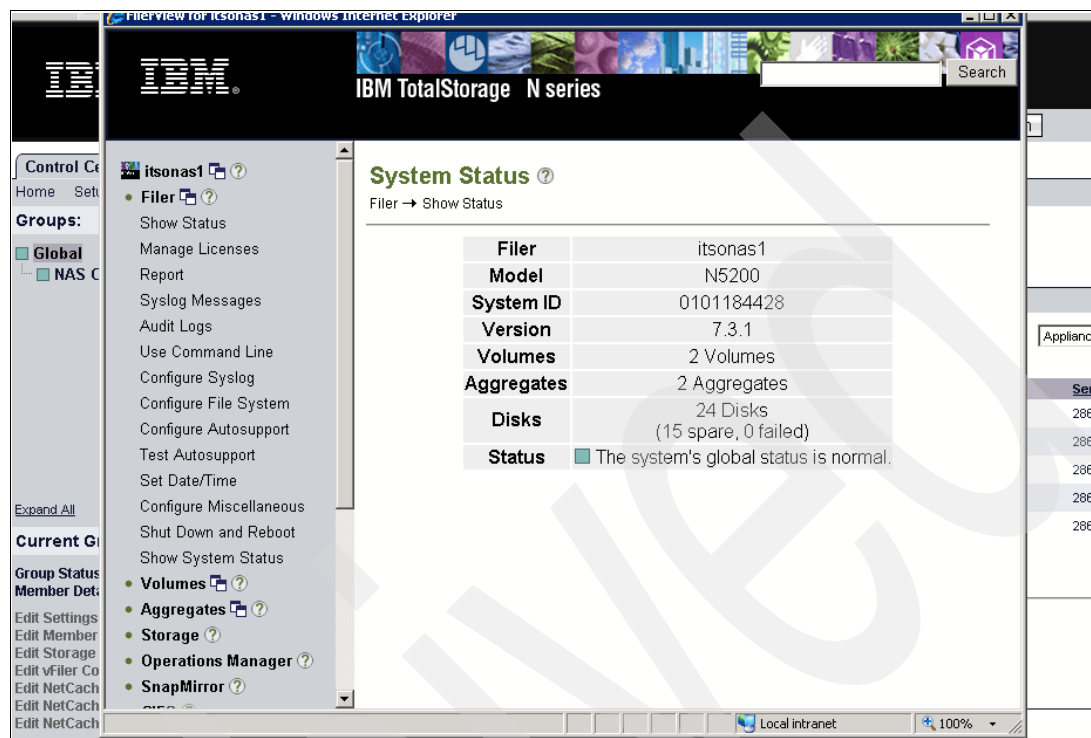 FilerView for itsonas1 - Windows Internet Explorer
IBM
IBM®
IBM TotalStorage N series
Search
Control Ce
Home Setu
Groups:
Global
NAS C
Expand All
Current Gr
Group Status
Member Deta
Edit Settings
Edit Member
Edit Storage
Edit vFiler Co
Edit NetCach
Edit NetCach
Edit NetCach
itsonas1 ?
• Filer ?
Show Status
Manage Licenses
Report
Syslog Messages
Audit Logs
Use Command Line
Configure Syslog
Configure File System
Configure Autosupport
Test Autosupport
Set Date/Time
Configure Miscellaneous
Shut Down and Reboot
Show System Status
• Volumes ?
• Aggregates ?
• Storage ?
• Operations Manager ?
• SnapMirror ?
System Status ?
Filer → Show Status
Filer itsonas1
Model N5200
System ID 0101184428
Version 7.3.1
Volumes 2 Volumes
Aggregates 2 Aggregates
Disks 24 Disks
(15 spare, 0 failed)
Status The system's global status is normal.
Applianc
Ser
286
286
286
286
286
Local intranet
100%